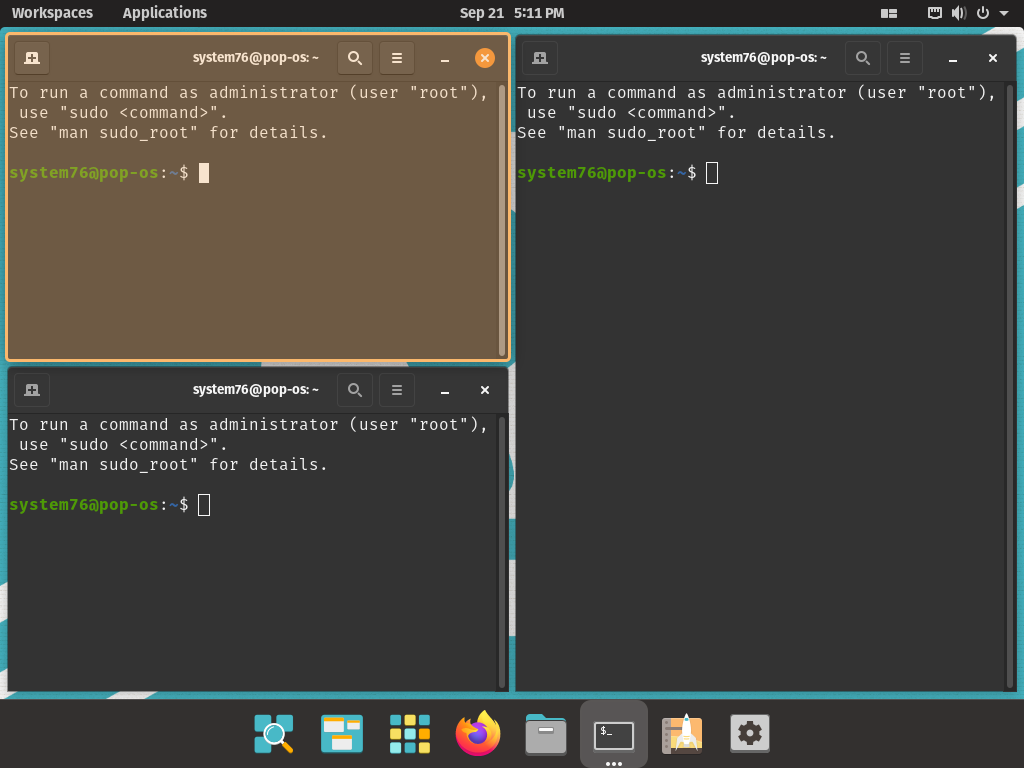 Workspaces Applications Sep 21 5:11 PM
system76@pop-os: ~
To run a command as administrator (user "root"),
 use "sudo <command>".
See "man sudo_root" for details.
system76@pop-os:~$
system76@pop-os: ~
To run a command as administrator (user "root"),
 use "sudo <command>".
See "man sudo_root" for details.
system76@pop-os:~$
system76@pop-os: ~
To run a command as administrator (user "root"),
 use "sudo <command>".
See "man sudo_root" for details.
system76@pop-os:~$
$_